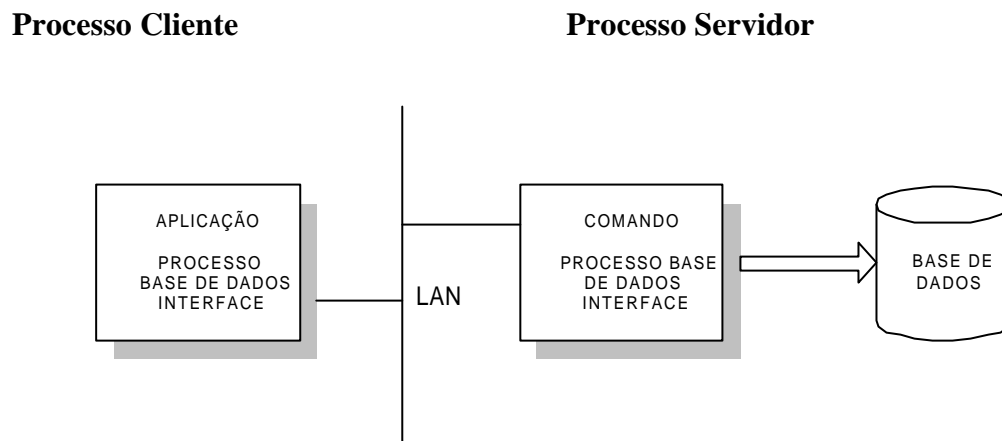 Processo Cliente
Processo Servidor
APLICAÇÃO
PROCESSO
BASE DE DADOS
INTERFACE
LAN
COMANDO
PROCESSO BASE
DE DADOS
INTERFACE
BASE DE
DADOS